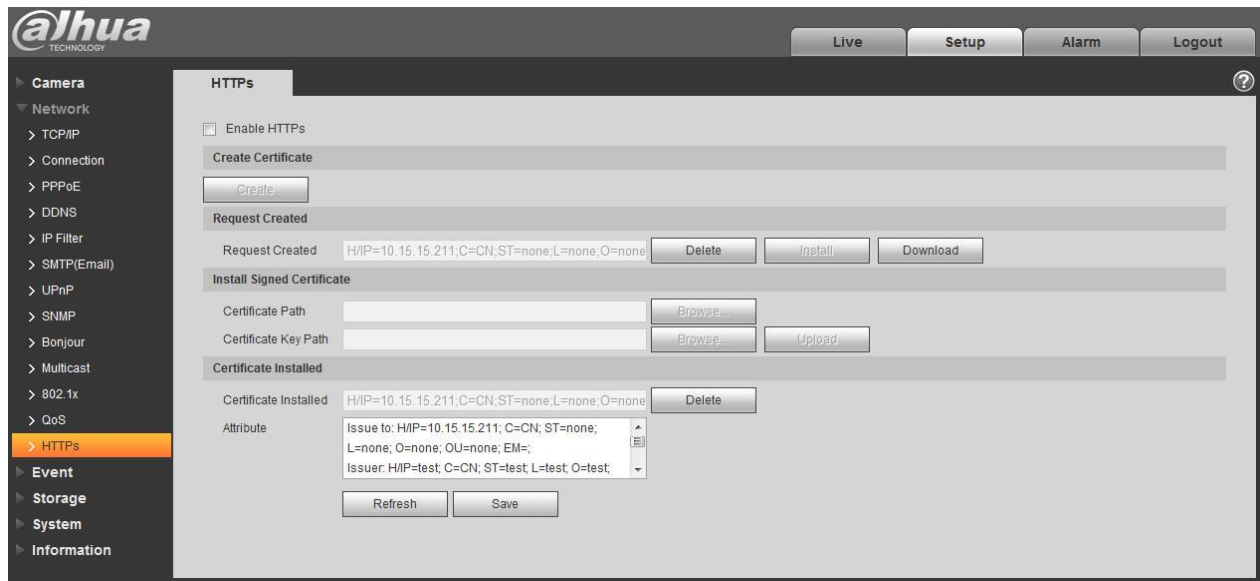 alhua
TECHNOLOGY
Live Setup Alarm Logout
Camera
Network
TCP/IP
Connection
PPPoE
DDNS
IP Filter
SMTP(Email)
UPnP
SNMP
Bonjour
Multicast
802.1x
QoS
HTTPs
Event
Storage
System
Information
HTTPs
?
Enable HTTPs
Create Certificate
Create
Request Created
Request Created H/IP=10.15.15.211;C=CN;ST=none;L=none;O=none Delete Install Download
Install Signed Certificate
Certificate Path Browse...
Certificate Key Path Browse... Upload
Certificate Installed
Certificate Installed H/IP=10.15.15.211;C=CN;ST=none;L=none;O=none Delete
Attribute
Issue to: H/IP=10.15.15.211; C=CN; ST=none;
L=none; O=none; OU=none; EM=;
Issuer: H/IP=test; C=CN; ST=test; L=test; O=test;
Refresh Save